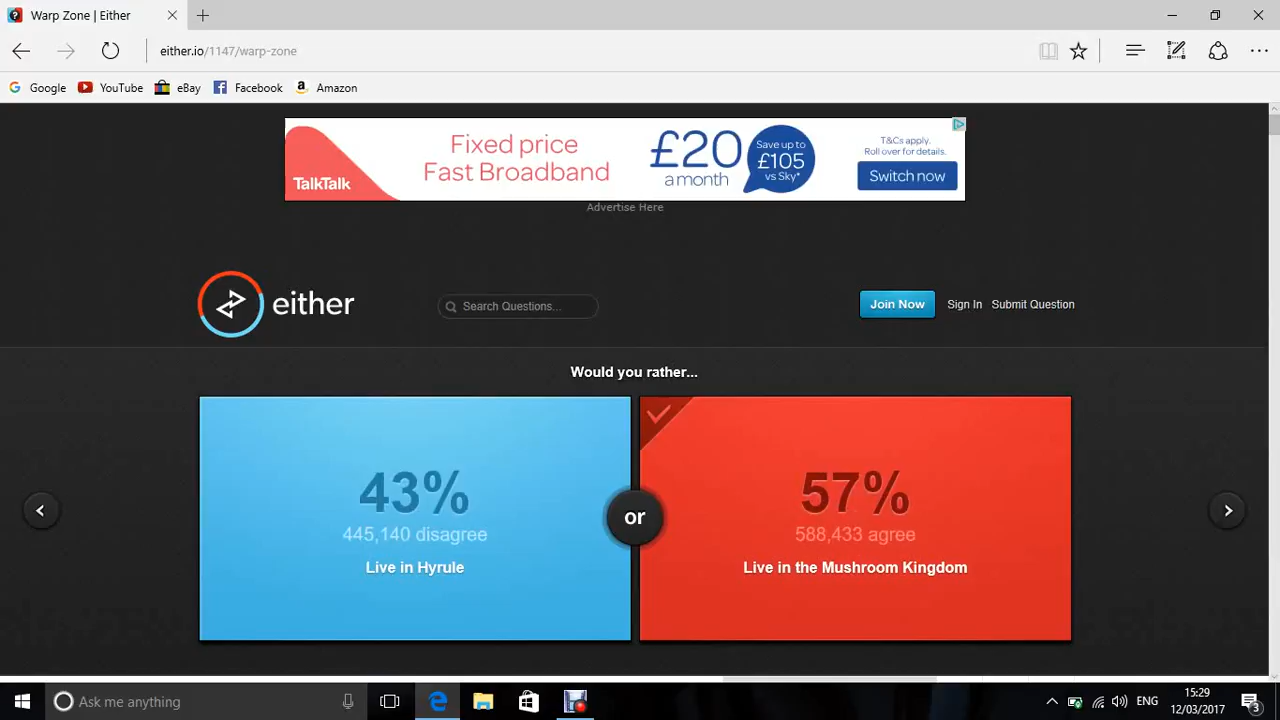 Warp Zone | Either
either.io/1147/warp-zone
Google YouTube eBay Facebook Amazon
TalkTalk
Fixed price
Fast Broadband
£20
a month
Save up to
£105
vs Sky*
T&Cs apply.
Roll over for details.
Switch now
Advertise Here
either
Search Questions...
Join Now Sign In Submit Question
Would you rather...
43%
445,140 disagree
Live in Hyrule
or
57%
588,433 agree
Live in the Mushroom Kingdom
Ask me anything
ENG
15:29
12/03/2017
3